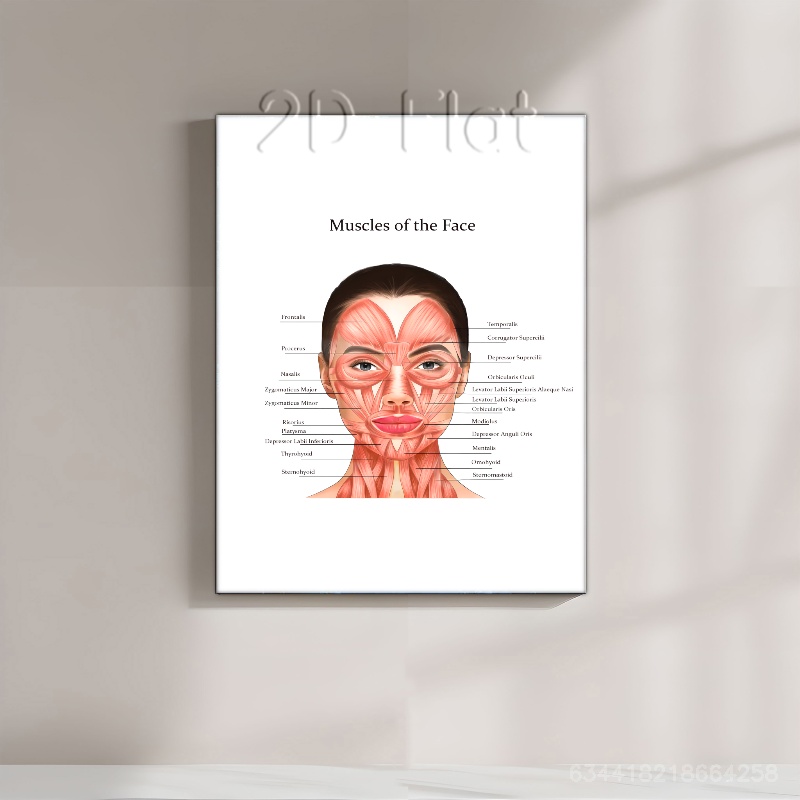 2D Flat
Muscles of the Face
Frontalis
Procerus
Nasalis
Zygomaticus Major
Zygomaticus Minor
Risorius
Platysma
Depressor Labii Inferioris
Thyrohyoid
Sternohyoid
Temporalis
Corrugator Supercilii
Depressor Supercilii
Orbicularis Oculi
Levator Labii Superioris Alaeque Nasi
Levator Labii Superioris
Orbicularis Oris
Modiolus
Depressor Anguli Oris
Mentalis
Omohyoid
Sternomastoid
634418218664258